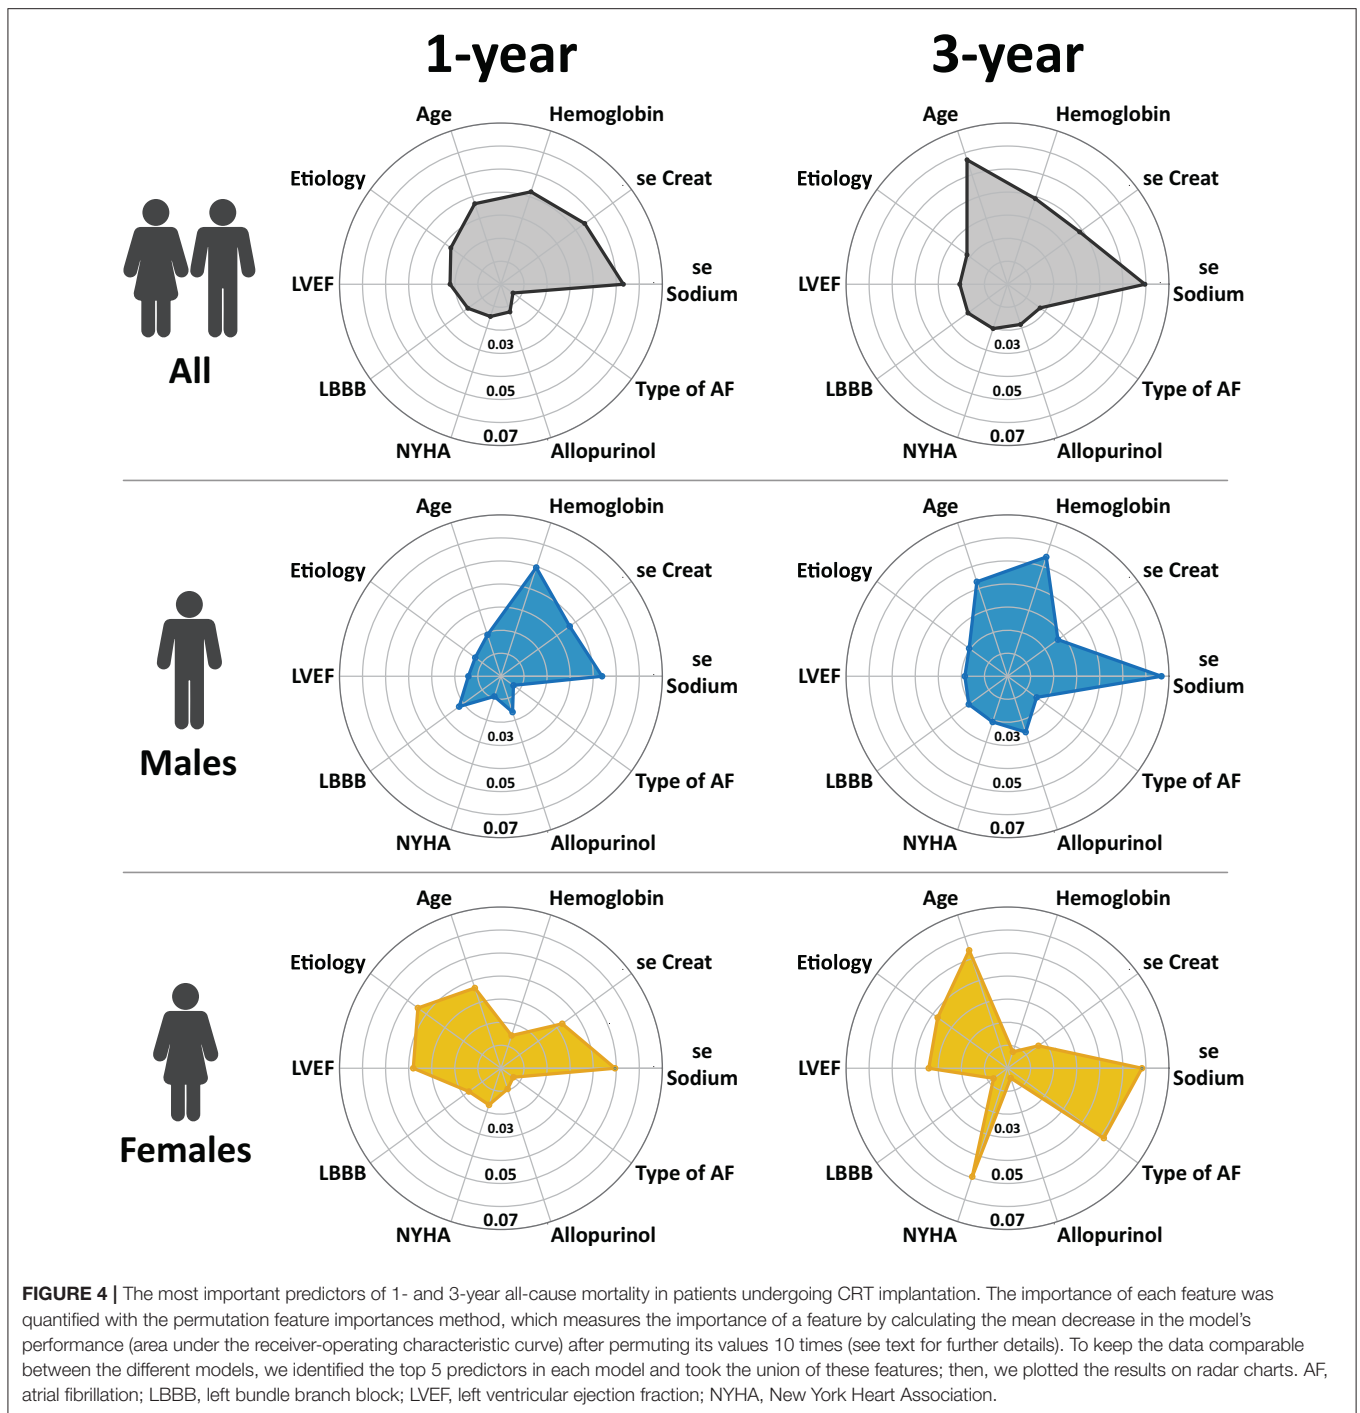 1-year
3-year
Age
Hemoglobin
Etiology
se Creat
LVEF
se
Sodium
LBBB
Type of AF
NYHA
Allopurinol
0.03
0.05
0.07
Age
Hemoglobin
Etiology
se Creat
LVEF
se
Sodium
LBBB
Type of AF
NYHA
Allopurinol
0.03
0.05
0.07
All
Age
Hemoglobin
Etiology
se Creat
LVEF
se
Sodium
LBBB
Type of AF
NYHA
Allopurinol
0.03
0.05
0.07
Age
Hemoglobin
Etiology
se Creat
LVEF
se
Sodium
LBBB
Type of AF
NYHA
Allopurinol
0.03
0.05
0.07
Males
Age
Hemoglobin
Etiology
se Creat
LVEF
se
Sodium
LBBB
Type of AF
NYHA
Allopurinol
0.03
0.05
0.07
Age
Hemoglobin
Etiology
se Creat
LVEF
se
Sodium
LBBB
Type of AF
NYHA
Allopurinol
0.03
0.05
0.07
Females
FIGURE 4 | The most important predictors of 1- and 3-year all-cause mortality in patients undergoing CRT implantation. The importance of each feature was
quantified with the permutation feature importances method, which measures the importance of a feature by calculating the mean decrease in the model's
performance (area under the receiver-operating characteristic curve) after permuting its values 10 times (see text for further details). To keep the data comparable
between the different models, we identified the top 5 predictors in each model and took the union of these features; then, we plotted the results on radar charts. AF,
atrial fibrillation; LBBB, left bundle branch block; LVEF, left ventricular ejection fraction; NYHA, New York Heart Association.